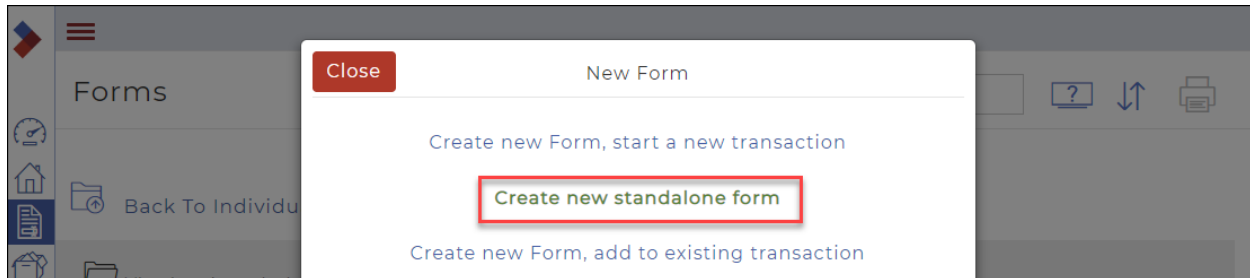 Close
New Form
Forms
?
Create new Form, start a new transaction
Create new standalone form
Back To Individu
Create new Form, add to existing transaction